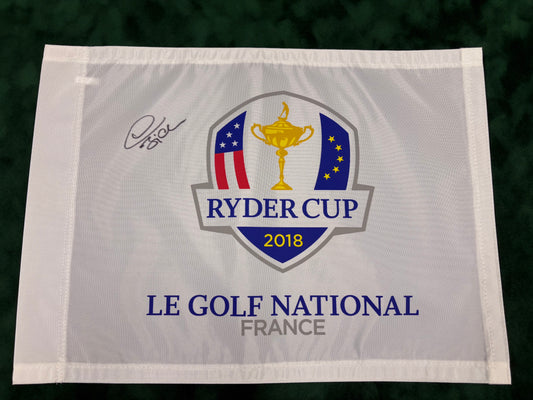 RYDER CUP
2018
LE GOLF NATIONAL
FRANCE